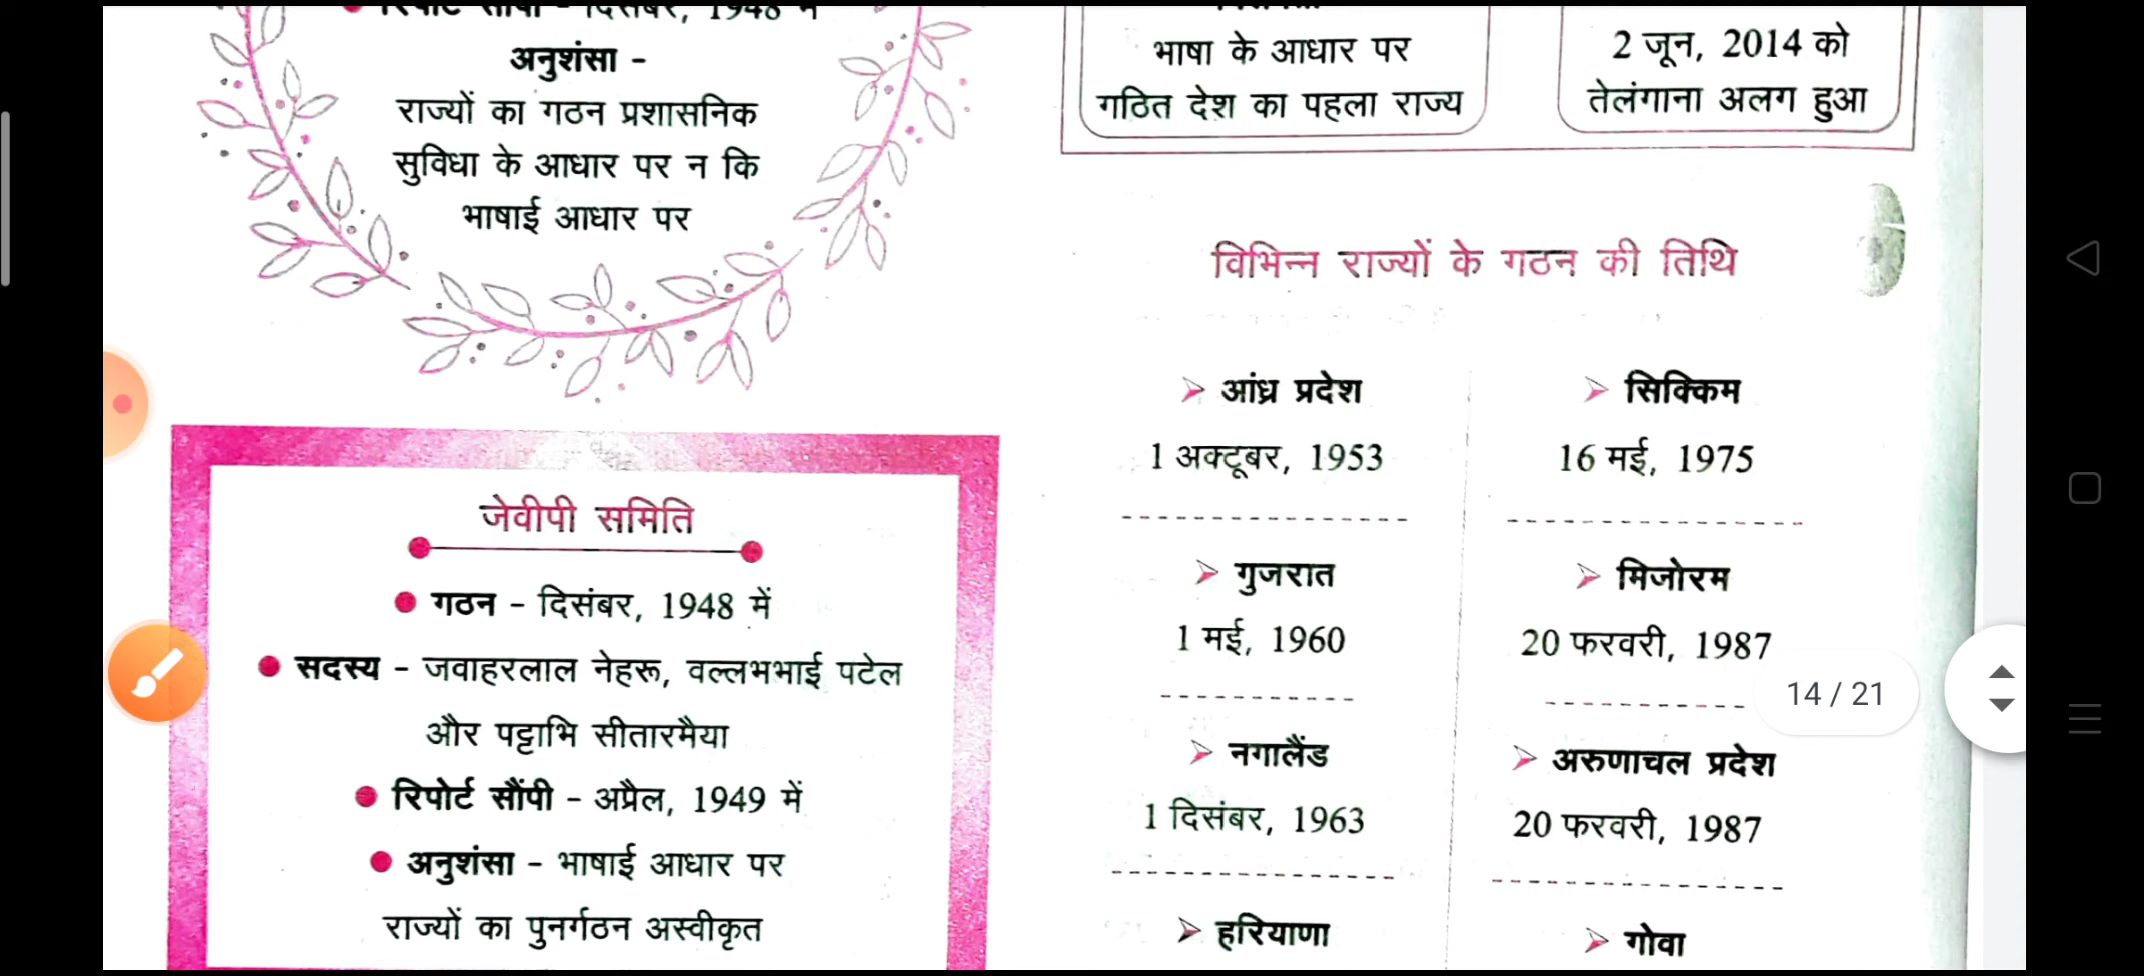 अनुशंसा -
राज्यों का गठन प्रशासनिक
सुविधा के आधार पर न कि
भाषाई आधार पर
जेवीपी समिति
गठन - दिसंबर, 1948 में
सदस्य - जवाहरलाल नेहरू, वल्लभभाई पटेल
और पट्टाभि सीतारमैया
रिपोर्ट सौंपी - अप्रैल, 1949 में
अनुशंसा - भाषाई आधार पर
राज्यों का पुनर्गठन अस्वीकृत
भाषा के आधार पर
गठित देश का पहला राज्य
2 जून, 2014 को
तेलंगाना अलग हुआ
विभिन्न राज्यों के गठन की तिथि
आंध्र प्रदेश
1 अक्टूबर, 1953
गुजरात
1 मई, 1960
नगालैंड
1 दिसंबर, 1963
हरियाणा
सिक्किम
16 मई, 1975
मिजोरम
20 फरवरी, 1987
अरुणाचल प्रदेश
20 फरवरी, 1987
गोवा
14 / 21